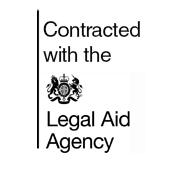 Contracted
with the
Legal Aid
Agency